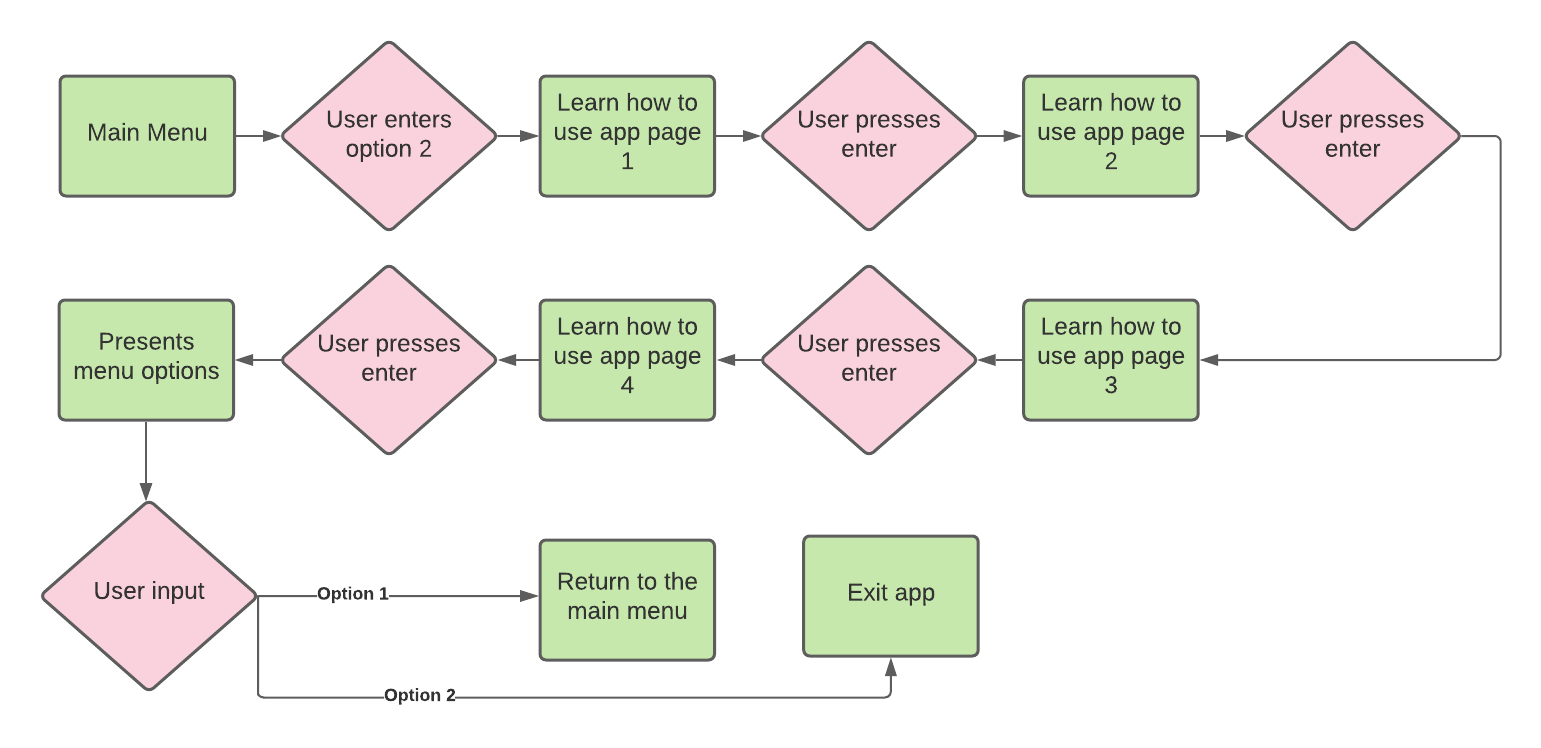 Main Menu
User enters
option 2
Learn how to
use app page
1
User presses
enter
Learn how to
use app page
2
User presses
enter
Presents
menu options
User presses
enter
Learn how to
use app page
4
User presses
enter
Learn how to
use app page
3
User input
Option 1
Return to the
main menu
Exit app
Option 2